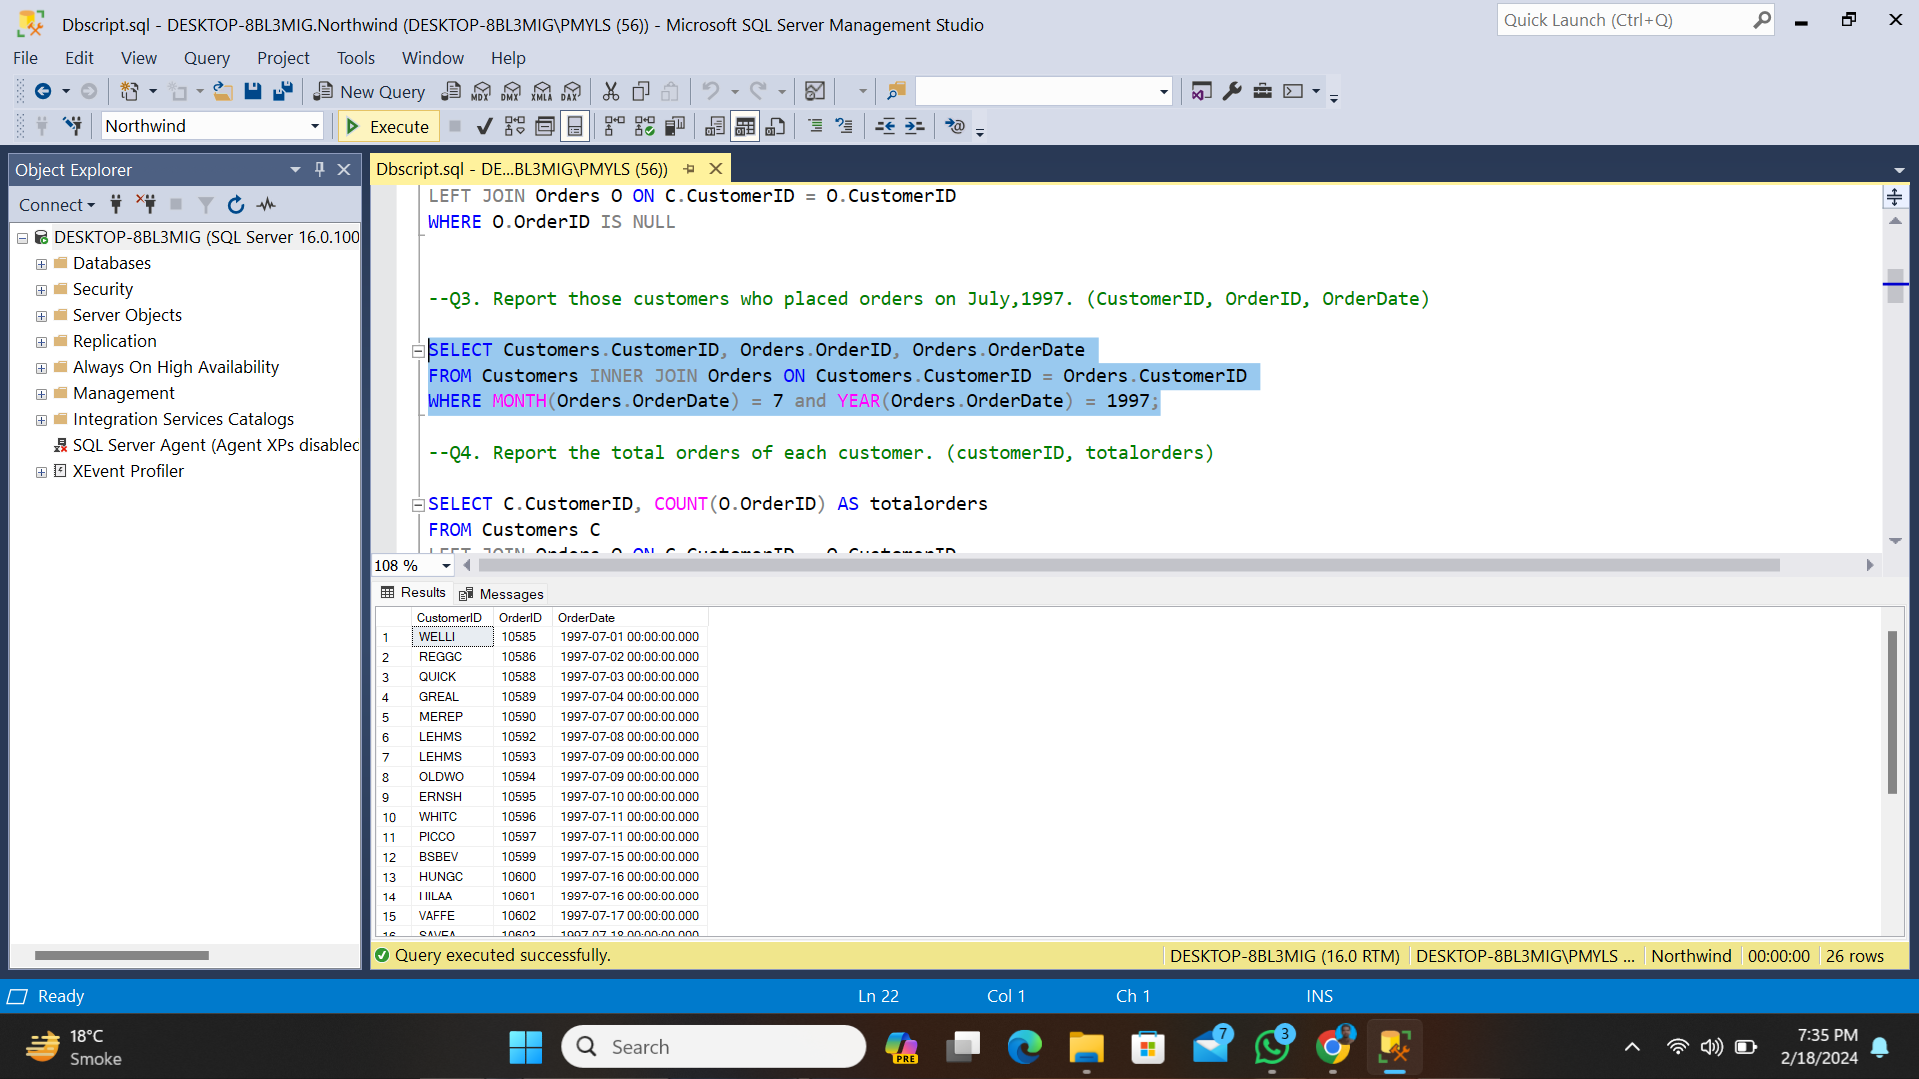 Dbscript.sql - DESKTOP-8BL3MIG.Northwind (DESKTOP-8BL3MIG\PMYLS (56)) - Microsoft SQL Server Management Studio
Quick Launch (Ctrl+Q)
File Edit View Query Project Tools Window Help
New Query MDX DMX XMLA DAX
Northwind Execute
Object Explorer
Dbscript.sql - DE...BL3MIG\PMYLS (56))
Connect
DESKTOP-8BL3MIG (SQL Server 16.0.100
Databases
Security
Server Objects
Replication
Always On High Availability
Management
Integration Services Catalogs
SQL Server Agent (Agent XPs disabled
XEvent Profiler
LEFT JOIN Orders O ON C.CustomerID = O.CustomerID
WHERE O.OrderID IS NULL
--Q3. Report those customers who placed orders on July,1997. (CustomerID, OrderID, OrderDate)
SELECT Customers.CustomerID, Orders.OrderID, Orders.OrderDate
FROM Customers INNER JOIN Orders ON Customers.CustomerID = Orders.CustomerID
WHERE MONTH(Orders.OrderDate) = 7 and YEAR(Orders.OrderDate) = 1997;
--Q4. Report the total orders of each customer. (customerID, totalorders)
SELECT C.CustomerID, COUNT(O.OrderID) AS totalorders
FROM Customers C
LEFT JOIN Orders O ON C.CustomerID = O.CustomerID
108 %
Results Messages
CustomerID OrderID OrderDate
1 WELLI 10585 1997-07-01 00:00:00.000
2 REGGC 10586 1997-07-02 00:00:00.000
3 QUICK 10588 1997-07-03 00:00:00.000
4 GREAL 10589 1997-07-04 00:00:00.000
5 MEREP 10590 1997-07-07 00:00:00.000
6 LEHMS 10592 1997-07-08 00:00:00.000
7 LEHMS 10593 1997-07-09 00:00:00.000
8 OLDWO 10594 1997-07-09 00:00:00.000
9 ERNSH 10595 1997-07-10 00:00:00.000
10 WHITC 10596 1997-07-11 00:00:00.000
11 PICCO 10597 1997-07-11 00:00:00.000
12 BSBEV 10599 1997-07-15 00:00:00.000
13 HUNGC 10600 1997-07-16 00:00:00.000
14 HILAA 10601 1997-07-16 00:00:00.000
15 VAFFE 10602 1997-07-17 00:00:00.000
16 SAVEA 10603 1997-07-18 00:00:00.000
Query executed successfully. DESKTOP-8BL3MIG (16.0 RTM) DESKTOP-8BL3MIG\PMYLS ... Northwind 00:00:00 26 rows
Ready Ln 22 Col 1 Ch 1 INS
18°C
Smoke
Search
PRE
7
3
7:35 PM
2/18/2024